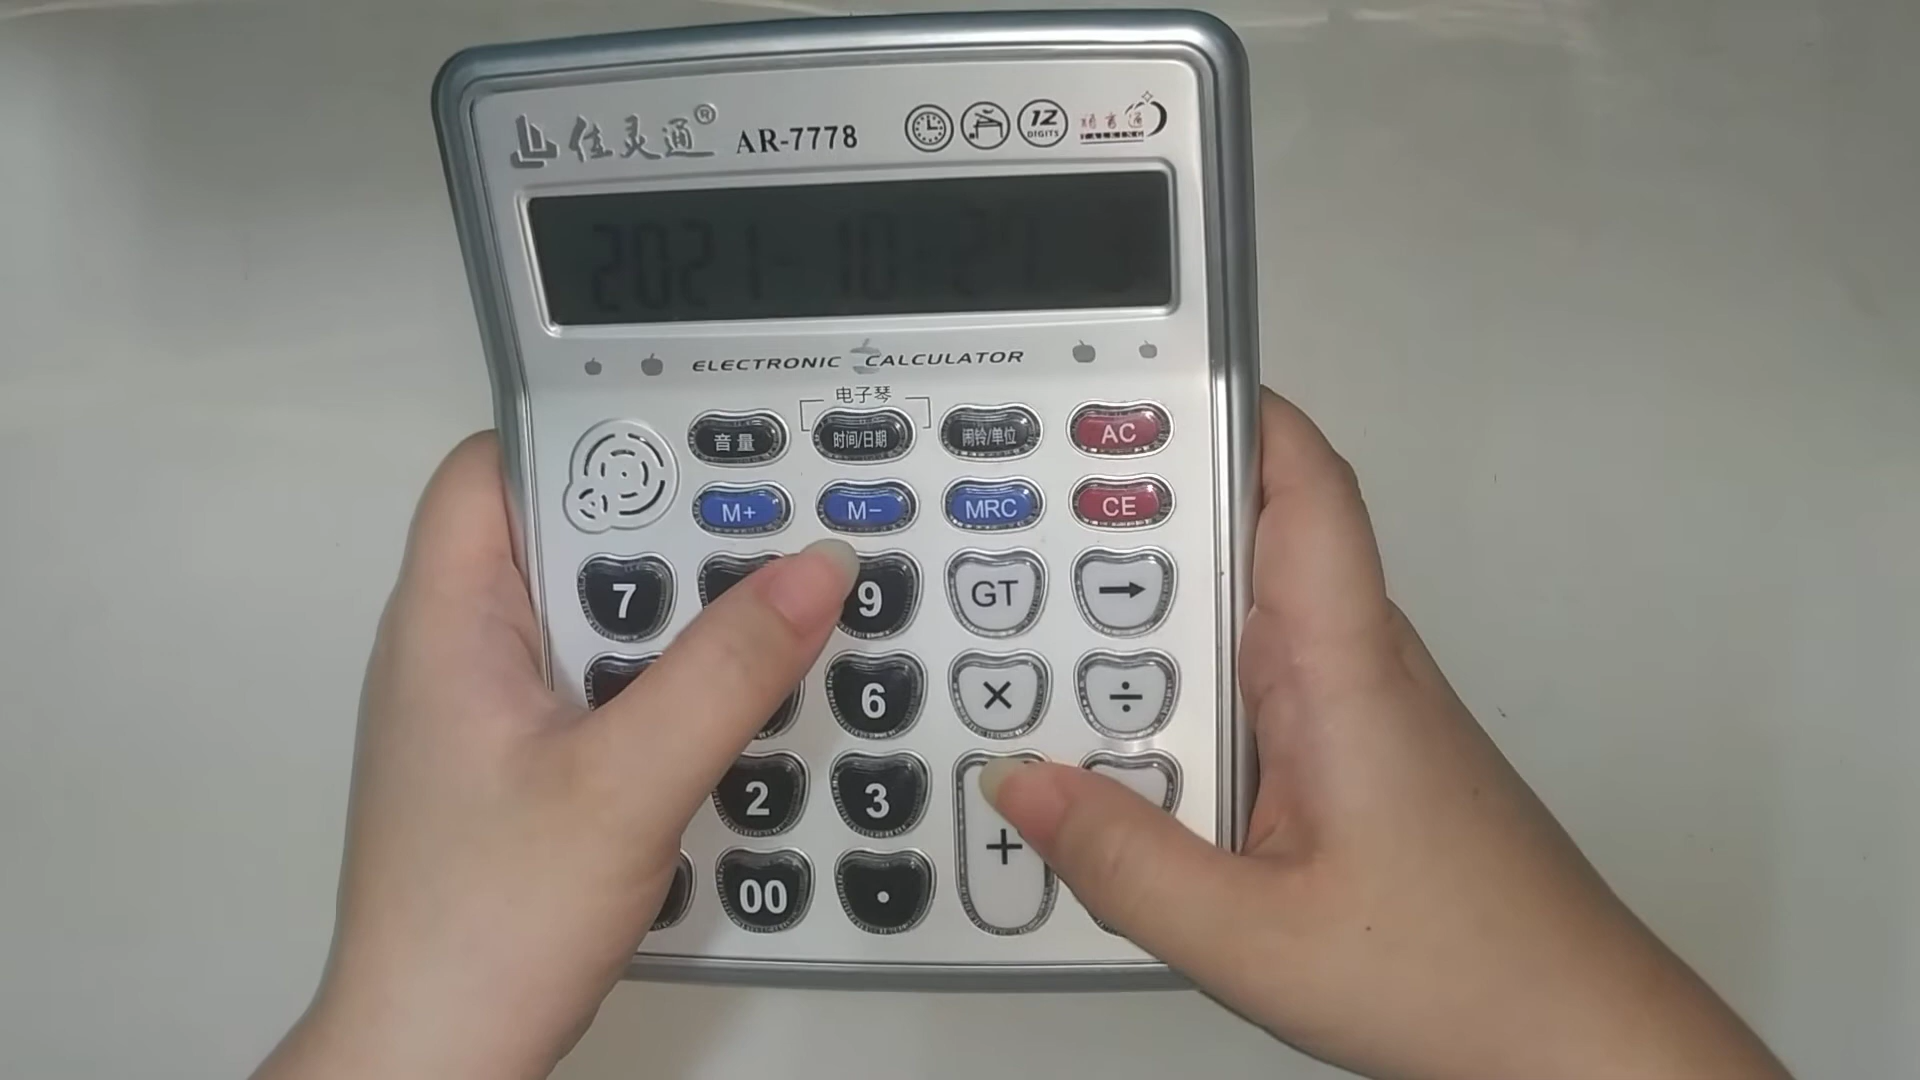 佳灵通® AR-7778
12
DIGITS
2021-10-27
ELECTRONIC CALCULATOR
电子琴
音量 时间/日期 闹铃/单位 AC
M+ M− MRC CE
7 9 GT →
6 × ÷
2 3 +
00 .